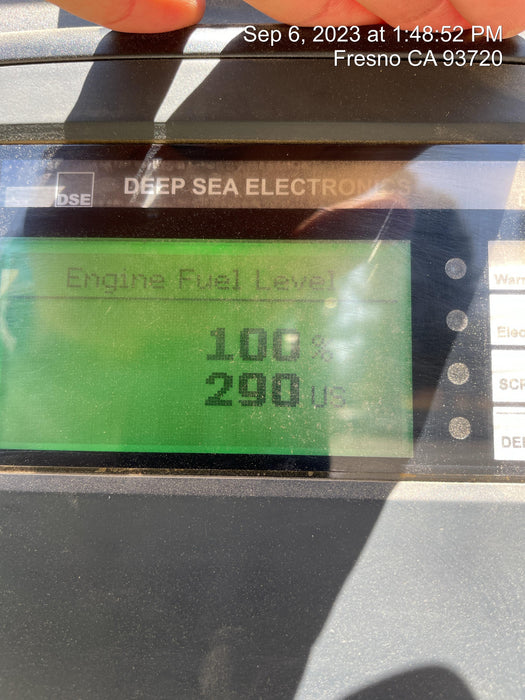 Sep 6, 2023 at 1:48:52 PM
Fresno CA 93720
DSE
DEEP SEA ELECTRONICS
Engine Fuel Level
100 %
290 US
SCR